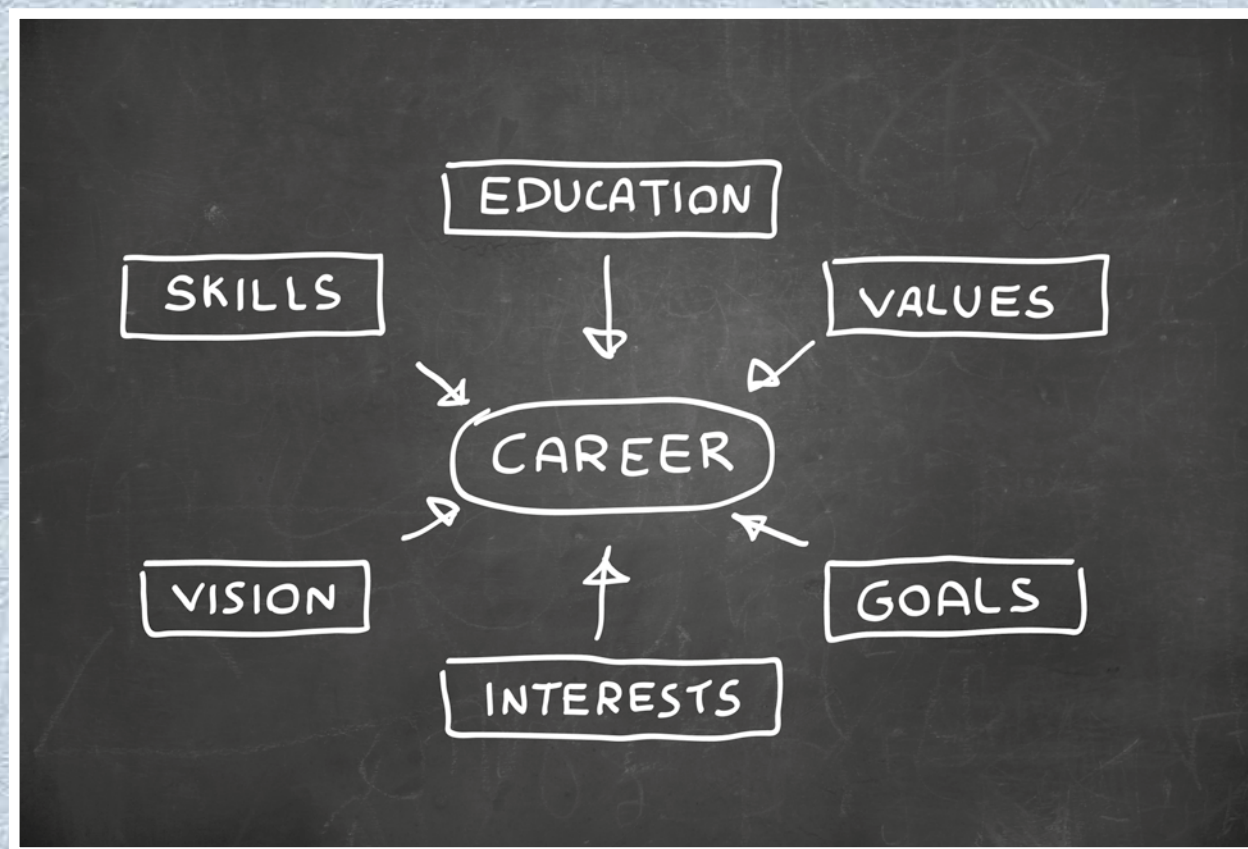 EDUCATION
SKILLS
VALUES
CAREER
VISION
GOALS
INTERESTS